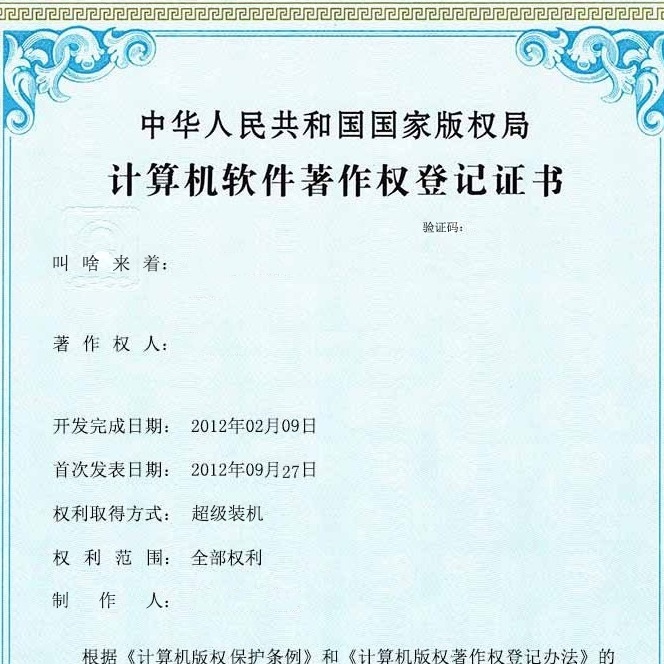 中华人民共和国国家版权局
计算机软件著作权登记证书
验证码：
叫啥来着：
著作权人：
开发完成日期： 2012年02月09日
首次发表日期： 2012年09月27日
权利取得方式： 超级装机
权利范围： 全部权利
制作人：
根据《计算机版权保护条例》和《计算机版权著作权登记办法》的